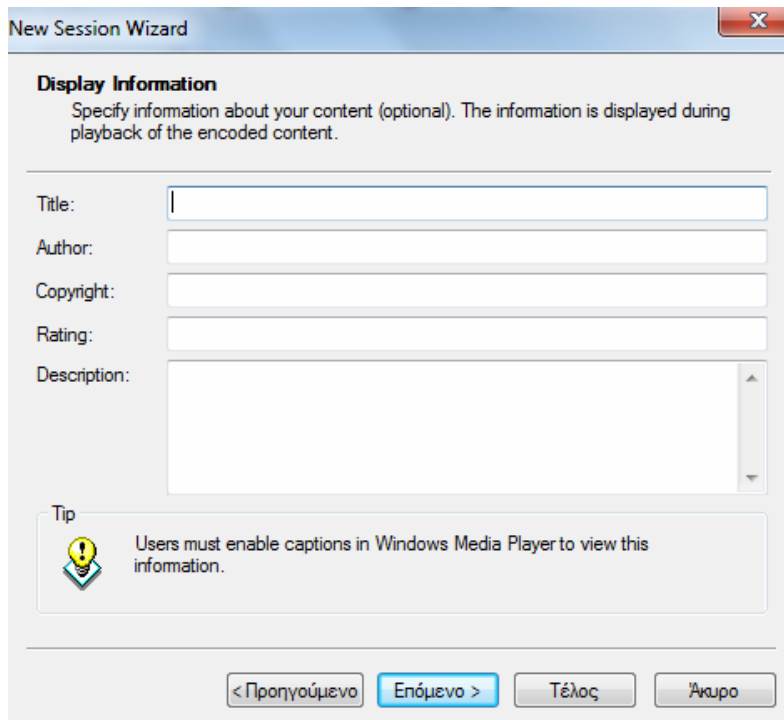 New Session Wizard
Display Information
Specify information about your content (optional). The information is displayed during
playback of the encoded content.
Title:
Author:
Copyright:
Rating:
Description:
Tip
Users must enable captions in Windows Media Player to view this
information.
< Προηγούμενο Επόμενο > Τέλος Άκυρο